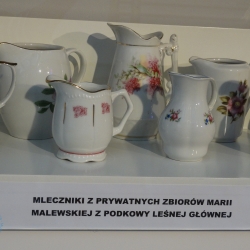 MLECZNIKI Z PRYWATNYCH ZBIORÓW MARII
MALEWSKIEJ Z PODKOWY LEŚNEJ GŁÓWNEJ